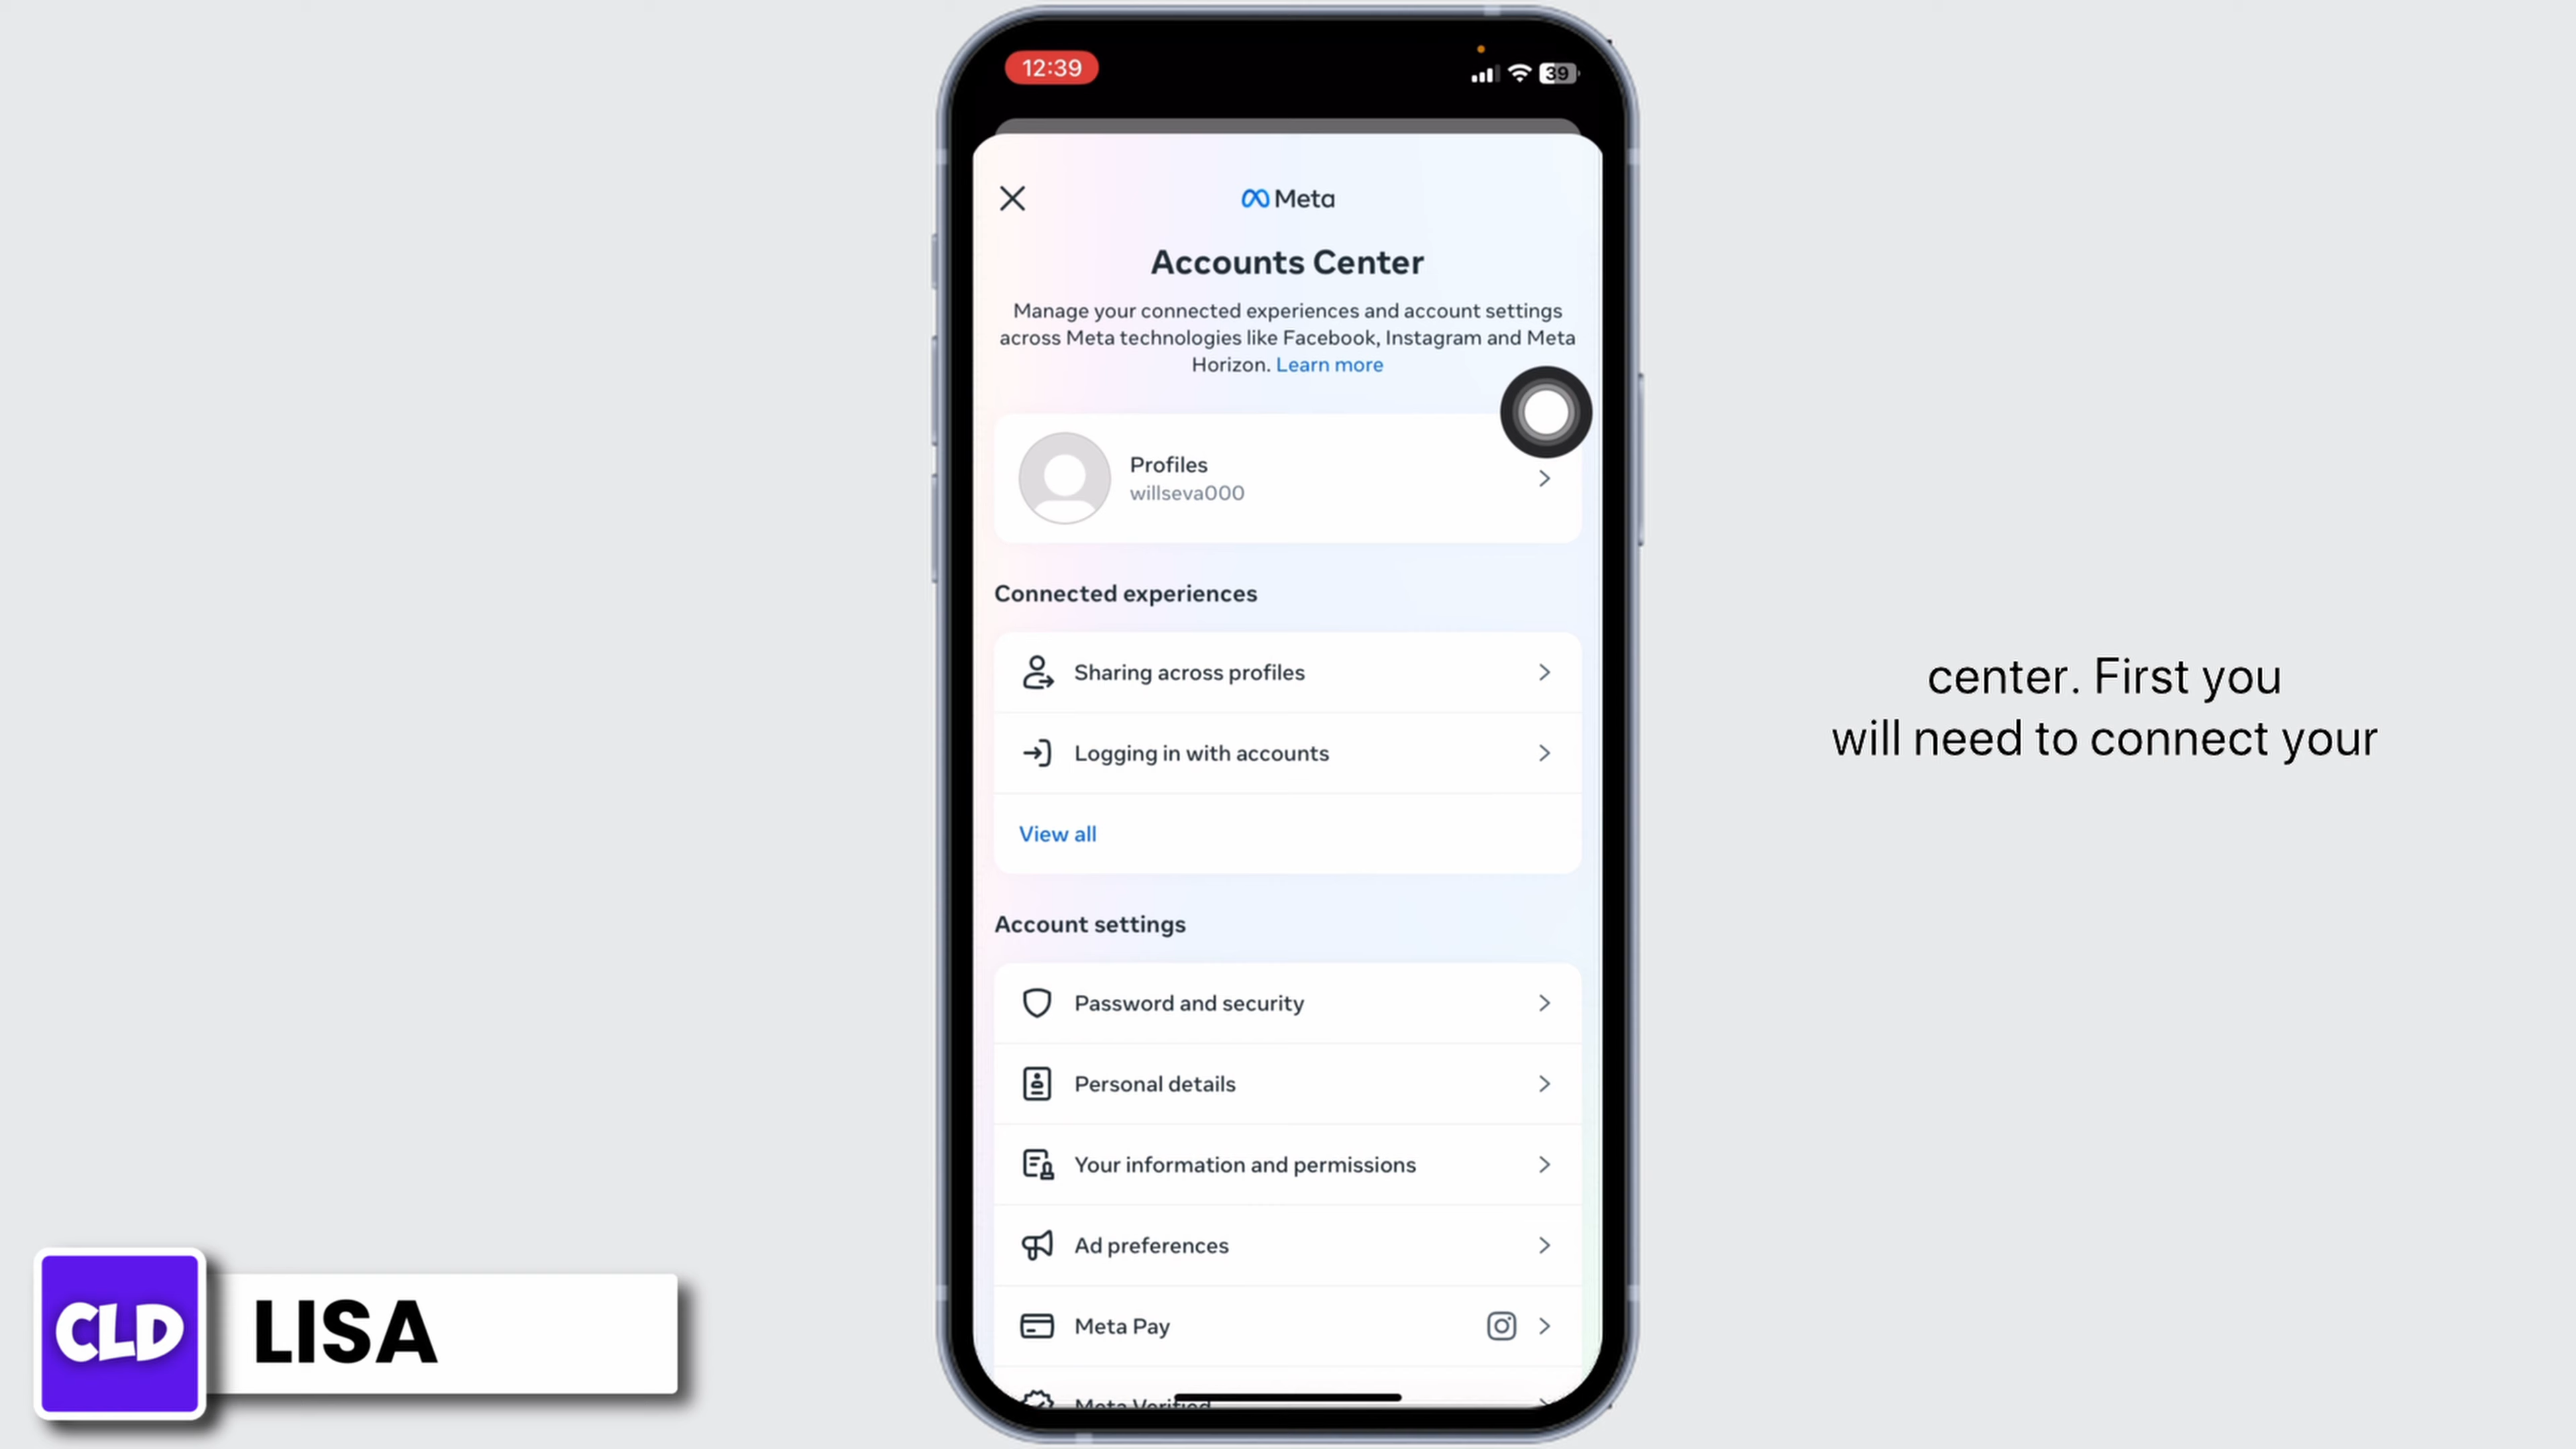 12:39
39
Meta
Accounts Center
Manage your connected experiences and account settings
across Meta technologies like Facebook, Instagram and Meta
Horizon. Learn more
Profiles
willseva000
Connected experiences
Sharing across profiles
Logging in with accounts
View all
Account settings
Password and security
Personal details
Your information and permissions
Ad preferences
Meta Pay
Meta Verified
center. First you
will need to connect your
CLD
LISA